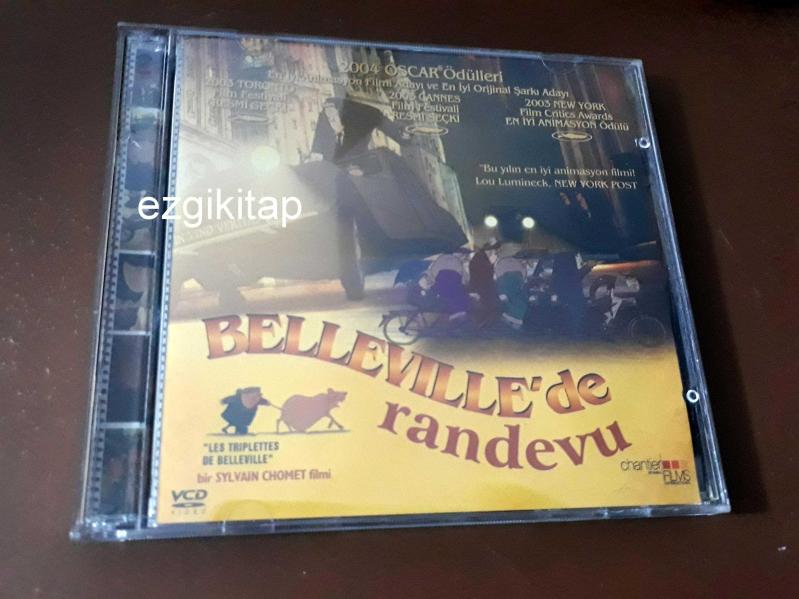 2004 OSCAR® Ödülleri
En İyi Animasyon Filmi Adayı ve En İyi Orijinal Şarkı Adayı
2003 TORONTO
Film Festivali
RESMİ SEÇKİ
2003 CANNES
Film Festivali
RESMİ SEÇKİ
2003 NEW YORK
Film Critics Awards
EN İYİ ANİMASYON Ödülü
"Bu yılın en iyi animasyon filmi!
Lou Lumineck, NEW YORK POST
ezgikitap
BELLEVILLE'de
randevu
"LES TRIPLETTES
DE BELLEVILLE"
bir SYLVAIN CHOMET filmi
VCD
VIDEO
chantier
FILMS